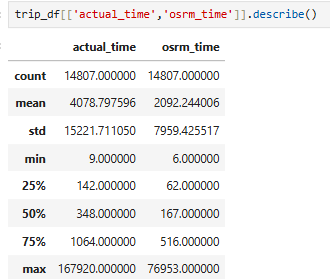 trip_df[['actual_time','osrm_time']].describe()
actual_time osrm_time
count 14807.000000 14807.000000
mean 4078.797596 2092.244006
std 15221.711050 7959.425517
min 9.000000 6.000000
25% 142.000000 62.000000
50% 348.000000 167.000000
75% 1064.000000 516.000000
max 167920.000000 76953.000000